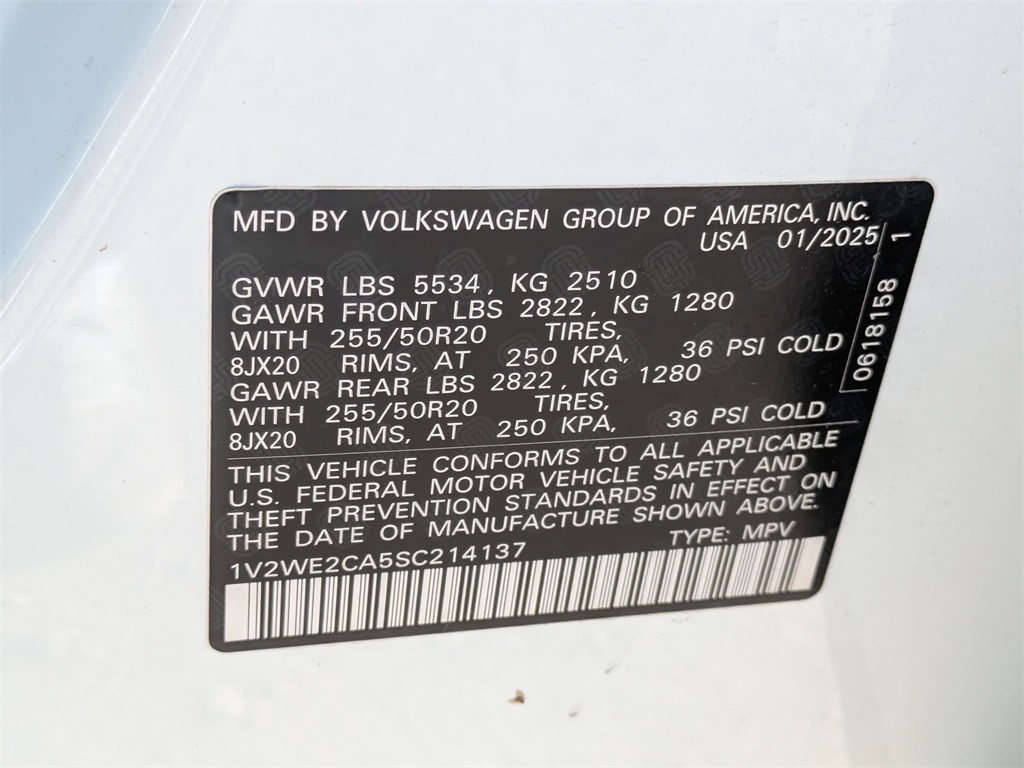 MFD BY VOLKSWAGEN GROUP OF AMERICA, INC.
USA 01/2025
GVWR LBS 5534, KG 2510
GAWR FRONT LBS 2822, KG 1280
WITH 255/50R20 TIRES,
8JX20 RIMS, AT 250 KPA, 36 PSI COLD
GAWR REAR LBS 2822, KG 1280
WITH 255/50R20 TIRES,
8JX20 RIMS, AT 250 KPA, 36 PSI COLD
THIS VEHICLE CONFORMS TO ALL APPLICABLE
U.S. FEDERAL MOTOR VEHICLE SAFETY AND
THEFT PREVENTION STANDARDS IN EFFECT ON
THE DATE OF MANUFACTURE SHOWN ABOVE.
1V2WE2CA5SC214137 TYPE: MPV
0618158 1